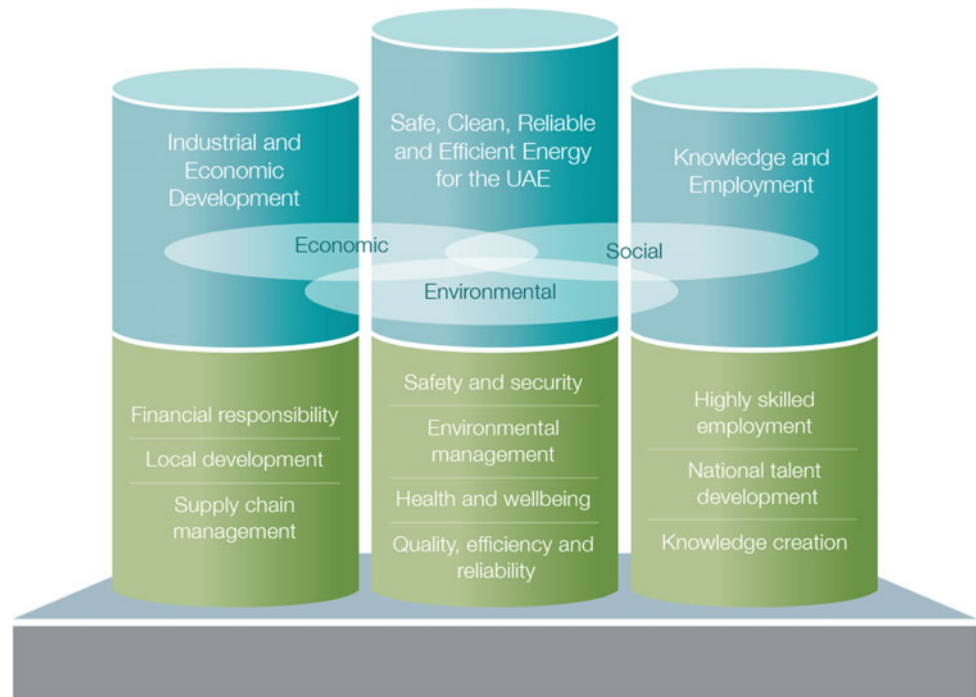 Industrial and
Economic
Development
Safe, Clean, Reliable
and Efficient Energy
for the UAE
Knowledge and
Employment
Economic
Social
Environmental
Financial responsibility
Local development
Supply chain
management
Safety and security
Environmental
management
Health and wellbeing
Quality, efficiency and
reliability
Highly skilled
employment
National talent
development
Knowledge creation